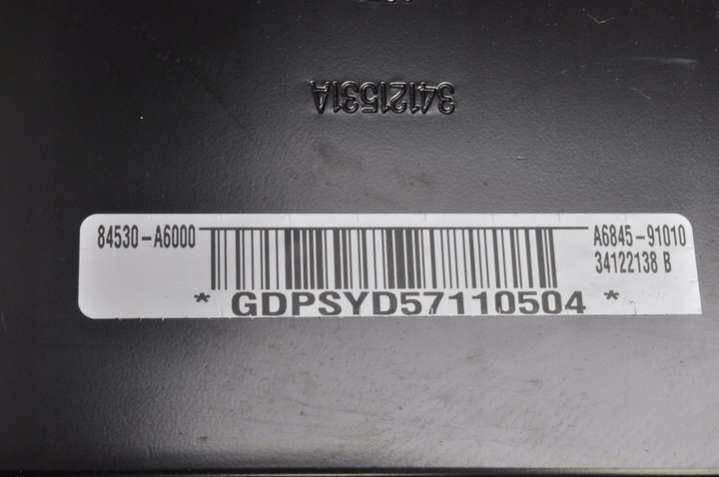 34121531A
84530-A6000
A6845-91010
34122138 B
* GDPSYD57110504 *